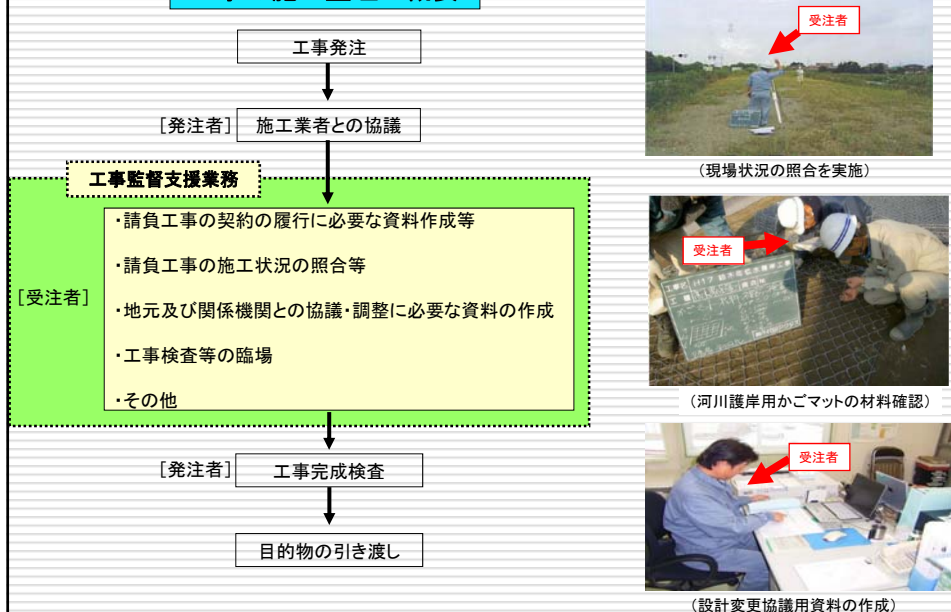 工事発注
[発注者]
施工業者との協議
工事監督支援業務
・請負工事の契約の履行に必要な資料作成等
・請負工事の施工状況の照合等
[受注者]
・地元及び関係機関との協議・調整に必要な資料の作成
・工事検査等の臨場
・その他
[発注者]
工事完成検査
目的物の引き渡し
受注者
(現場状況の照合を実施)
受注者
(河川護岸用かごマットの材料確認)
受注者
(設計変更協議用資料の作成)